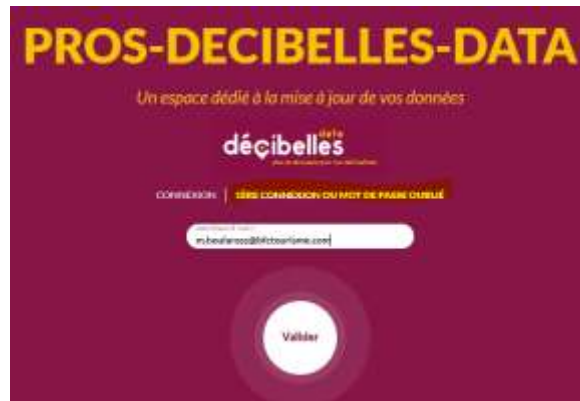 PROS-DECIBELLES-DATA
Un espace dédié à la mise à jour de vos données
data
décibelles
CONNEXION | 1ÈRE CONNEXION OU MOT DE PASSE OUBLIÉ
Valider